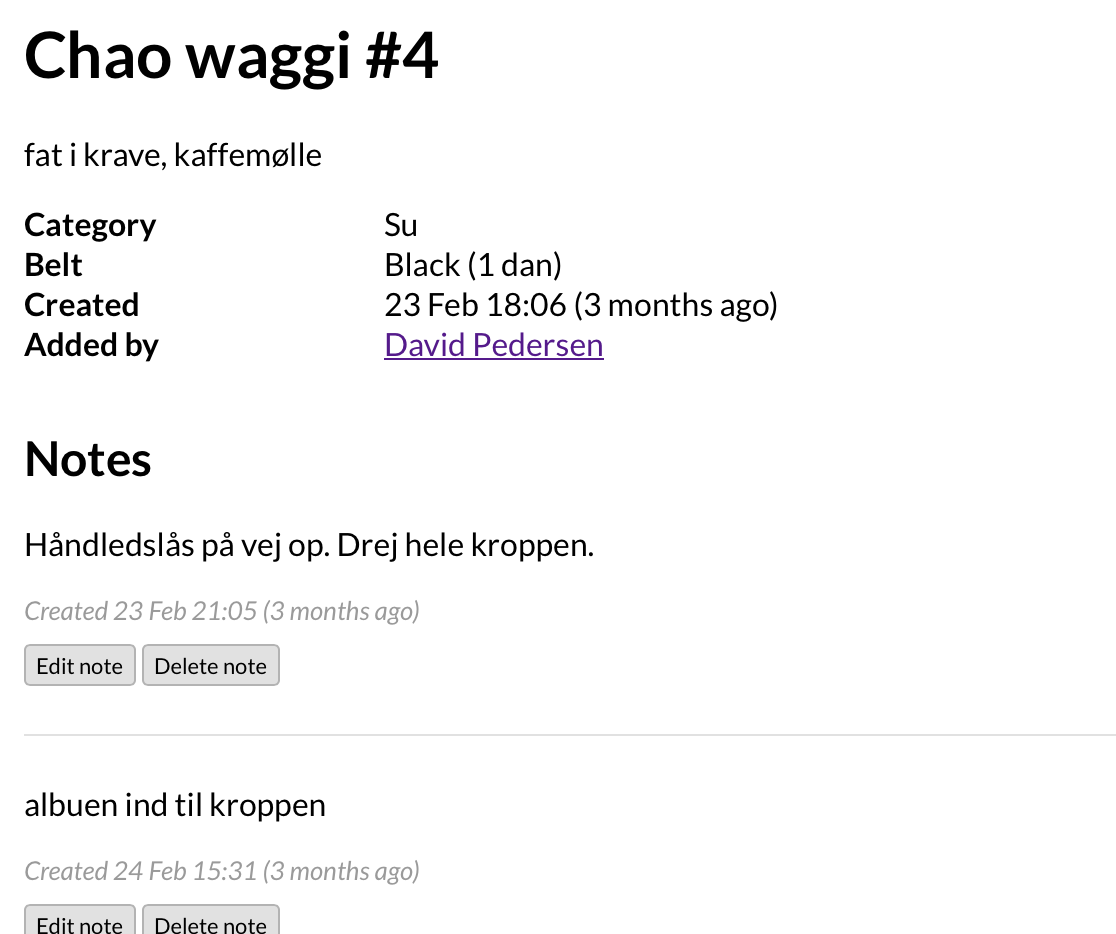 Chao waggi #4
fat i krave, kaffemølle
Category Su
Belt Black (1 dan)
Created 23 Feb 18:06 (3 months ago)
Added by David Pedersen
Notes
Håndledslås på vej op. Drej hele kroppen.
Created 23 Feb 21:05 (3 months ago)
Edit note Delete note
albuen ind til kroppen
Created 24 Feb 15:31 (3 months ago)
Edit note Delete note